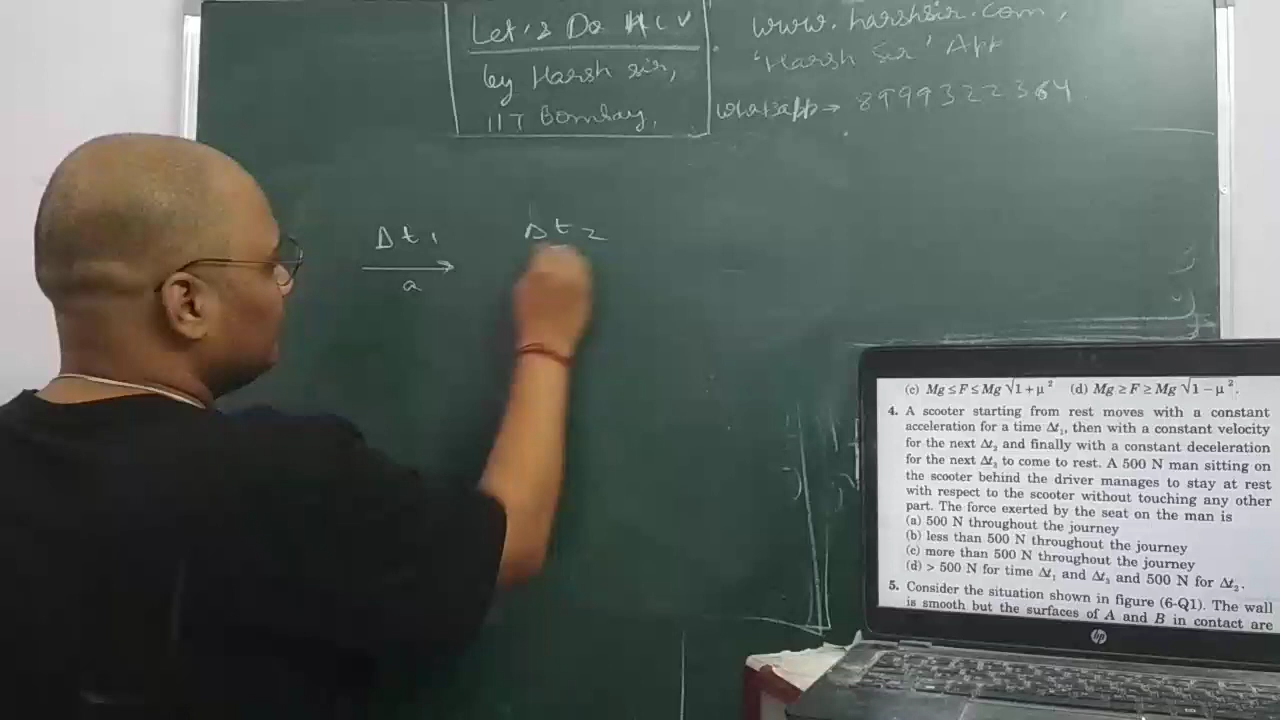 Let's Do HCV
by Harsh sir,
IIT Bombay,
www.harshsir.com,
'Harsh Sir' App
whatsapp → 8999322364
Δt1
a
Δt2
(c) Mg ≤ F ≤ Mg √1 + μ² (d) Mg ≥ F ≥ Mg √1 − μ².
4. A scooter starting from rest moves with a constant
acceleration for a time Δt₁, then with a constant velocity
for the next Δt₂ and finally with a constant deceleration
for the next Δt₃ to come to rest. A 500 N man sitting on
the scooter behind the driver manages to stay at rest
with respect to the scooter without touching any other
part. The force exerted by the seat on the man is
(a) 500 N throughout the journey
(b) less than 500 N throughout the journey
(c) more than 500 N throughout the journey
(d) > 500 N for time Δt₁ and Δt₃ and 500 N for Δt₂.
5. Consider the situation shown in figure (6-Q1). The wall
is smooth but the surfaces of A and B in contact are
hp